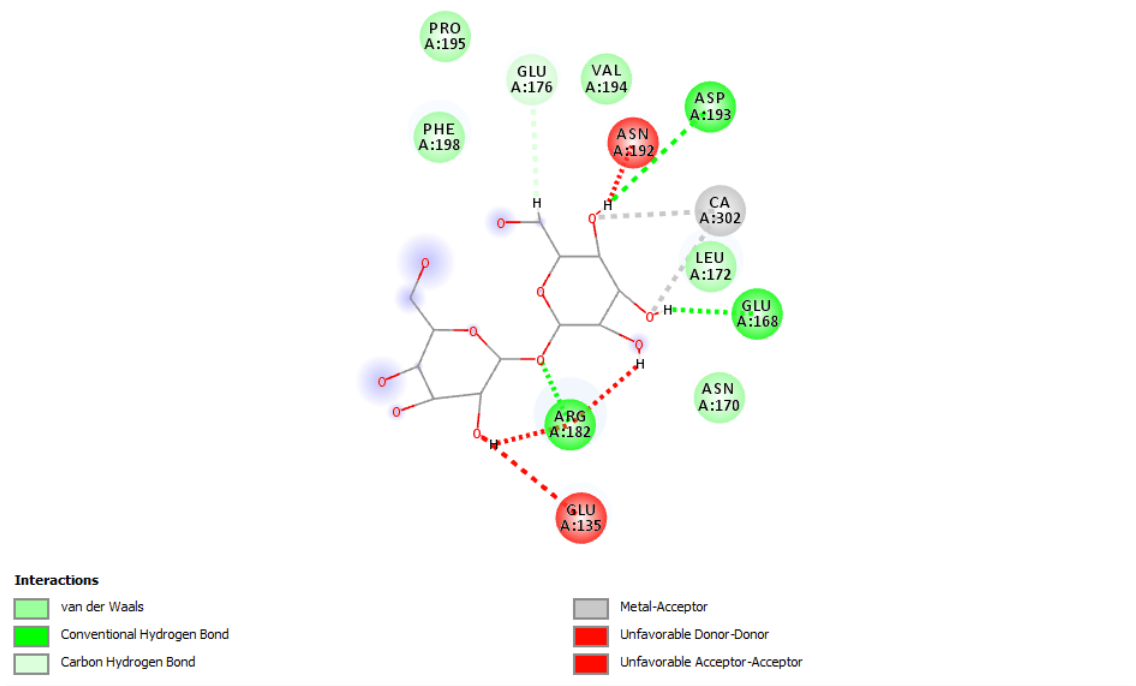 PRO
A:195
GLU
A:176
VAL
A:194
ASP
A:193
PHE
A:198
ASN
A:192
H
H
O
O
CA
A:302
O
LEU
A:172
O
O
H
GLU
A:168
O
O
O
O
H
O
O
ASN
A:170
ARG
A:182
O
H
GLU
A:135
Interactions
van der Waals
Conventional Hydrogen Bond
Carbon Hydrogen Bond
Metal-Acceptor
Unfavorable Donor-Donor
Unfavorable Acceptor-Acceptor